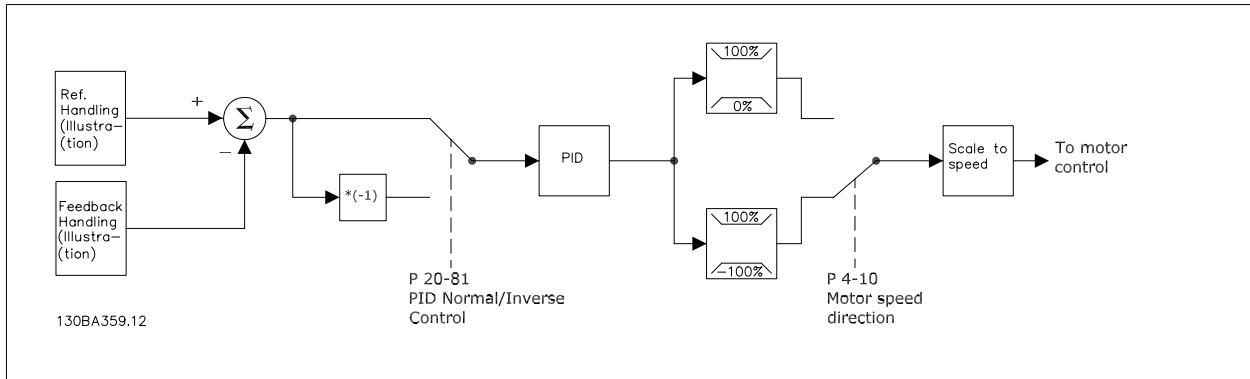 Ref.
Handling
(Illustra-
(tion)
+
Σ
−
Feedback
Handling
(Illustra-
(tion)
*(-1)
P 20-81
PID Normal/Inverse
Control
PID
100%
0%
100%
-100%
P 4-10
Motor speed
direction
Scale to
speed
To motor
control
130BA359.12